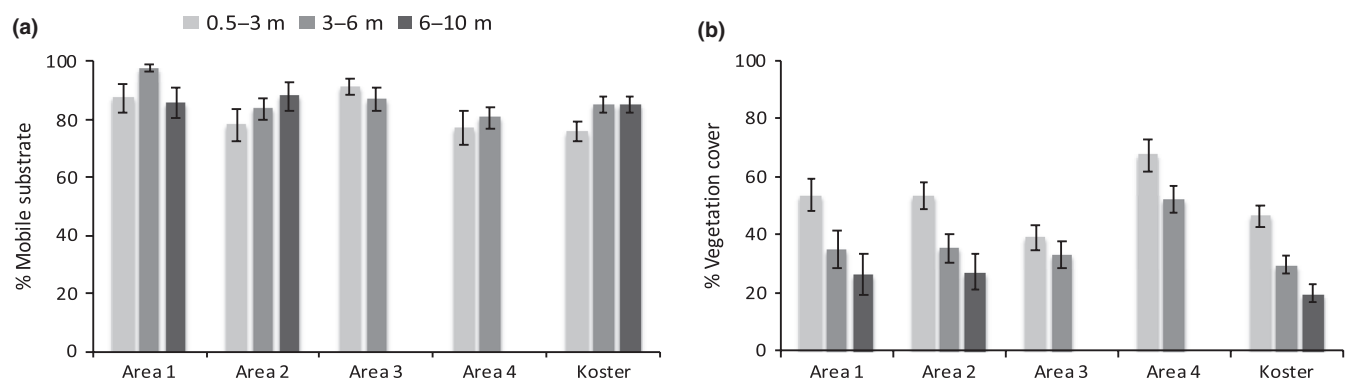 (a)
0.5–3 m 3–6 m 6–10 m
% Mobile substrate
100
80
60
40
20
0
Area 1 Area 2 Area 3 Area 4 Koster
(b)
% Vegetation cover
100
80
60
40
20
0
Area 1 Area 2 Area 3 Area 4 Koster